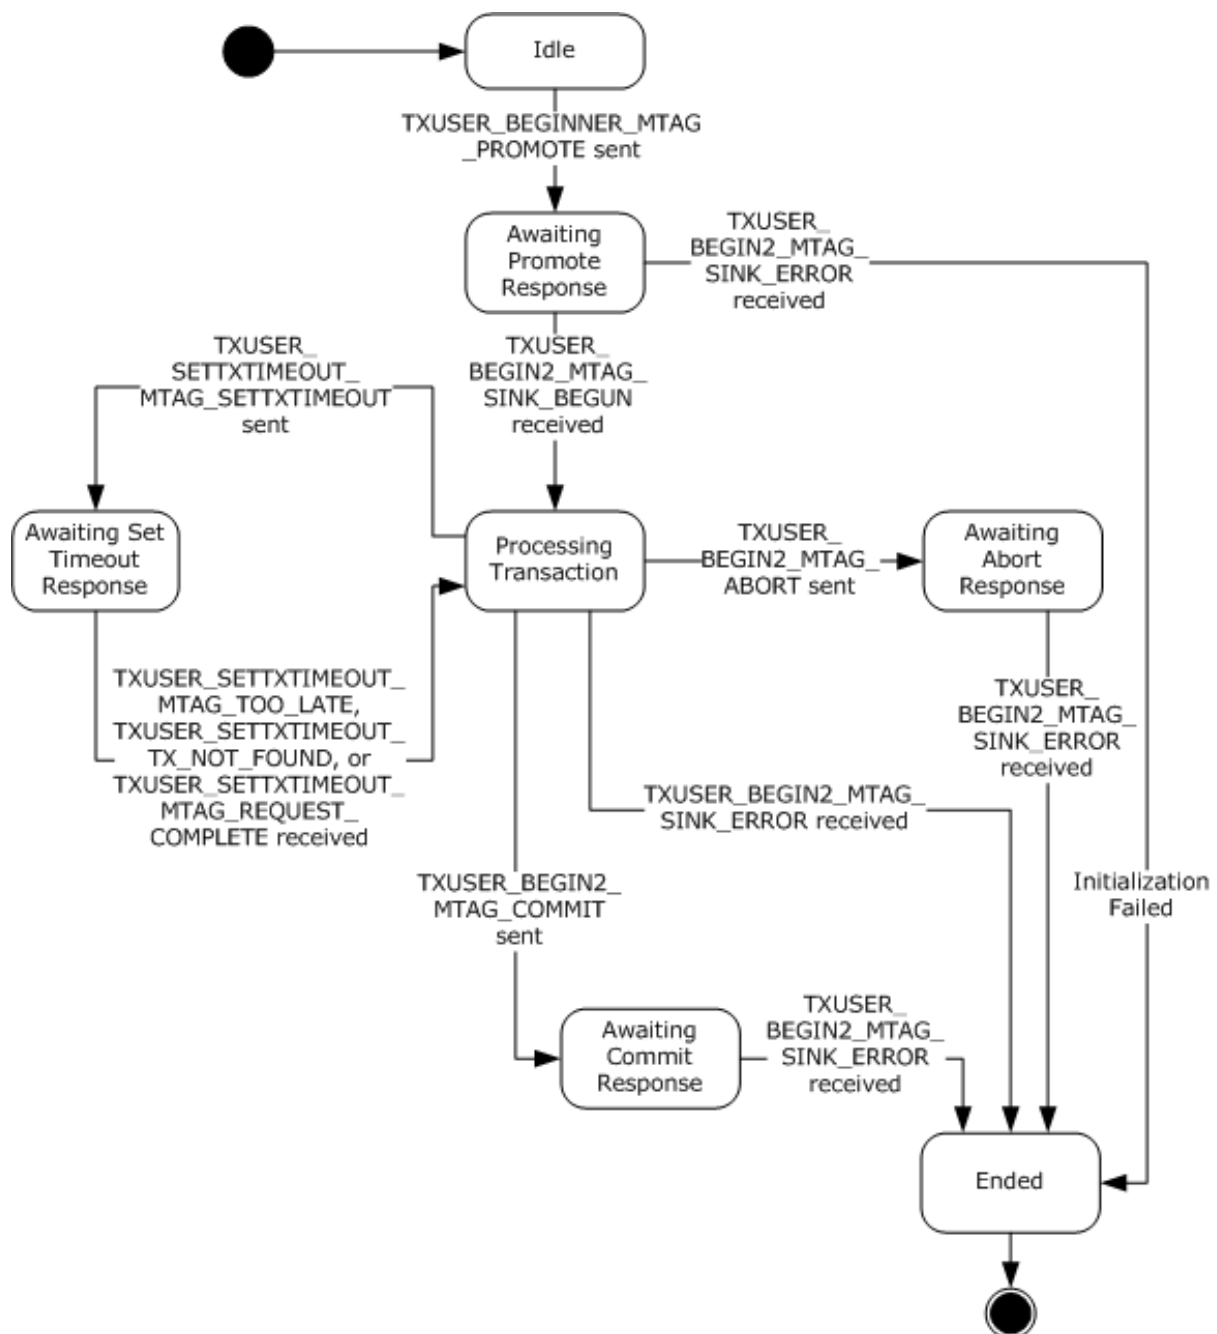 Idle
TXUSER_BEGINNER_MTAG
_PROMOTE sent
Awaiting
Promote
Response
TXUSER_
BEGIN2_MTAG_
SINK_ERROR
received
TXUSER_
SETTXTIMEOUT_
MTAG_SETTXTIMEOUT
sent
TXUSER_
BEGIN2_MTAG_
SINK_BEGUN
received
Awaiting Set
Timeout
Response
Processing
Transaction
TXUSER_
BEGIN2_MTAG_
ABORT sent
Awaiting
Abort
Response
TXUSER_SETTXTIMEOUT_
MTAG_TOO_LATE,
TXUSER_SETTXTIMEOUT_
TX_NOT_FOUND, or
TXUSER_SETTXTIMEOUT_
MTAG_REQUEST_
COMPLETE received
TXUSER_
BEGIN2_MTAG_
SINK_ERROR
received
TXUSER_BEGIN2_MTAG_
SINK_ERROR received
TXUSER_BEGIN2_
MTAG_COMMIT
sent
Initialization
Failed
Awaiting
Commit
Response
TXUSER_
BEGIN2_MTAG_
SINK_ERROR
received
Ended